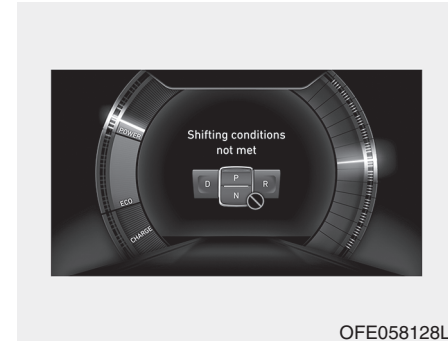 POWER
Shifting conditions
not met
D P R
N
ECO
CHARGE
OFE058128L